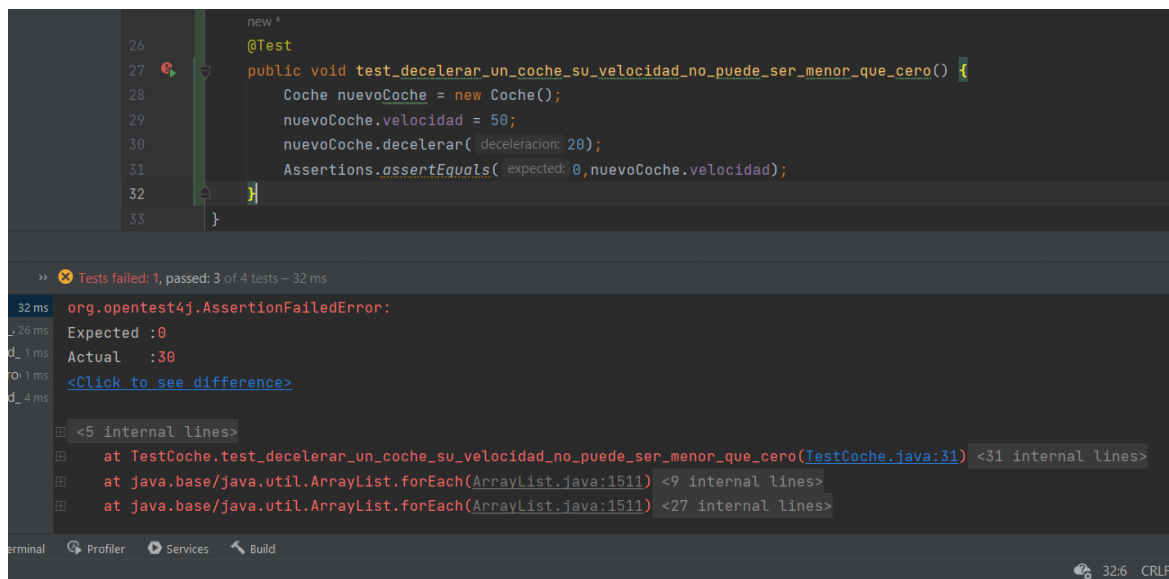 new *
26 @Test
27 public void test_decelerar_un_coche_su_velocidad_no_puede_ser_menor_que_cero() {
28 Coche nuevoCoche = new Coche();
29 nuevoCoche.velocidad = 50;
30 nuevoCoche.decelerar( deceleracion: 20);
31 Assertions.assertEquals( expected: 0,nuevoCoche.velocidad);
32 }
33 }
>> Tests failed: 1, passed: 3 of 4 tests – 32 ms
32 ms org.opentest4j.AssertionFailedError:
26 ms Expected :0
d_ 1 ms Actual :30
1 ms <Click to see difference>
d_ 4 ms
<5 internal lines>
at TestCoche.test_decelerar_un_coche_su_velocidad_no_puede_ser_menor_que_cero(TestCoche.java:31) <31 internal lines>
at java.base/java.util.ArrayList.forEach(ArrayList.java:1511) <9 internal lines>
at java.base/java.util.ArrayList.forEach(ArrayList.java:1511) <27 internal lines>
erminal Profiler Services Build
32:6 CRLF